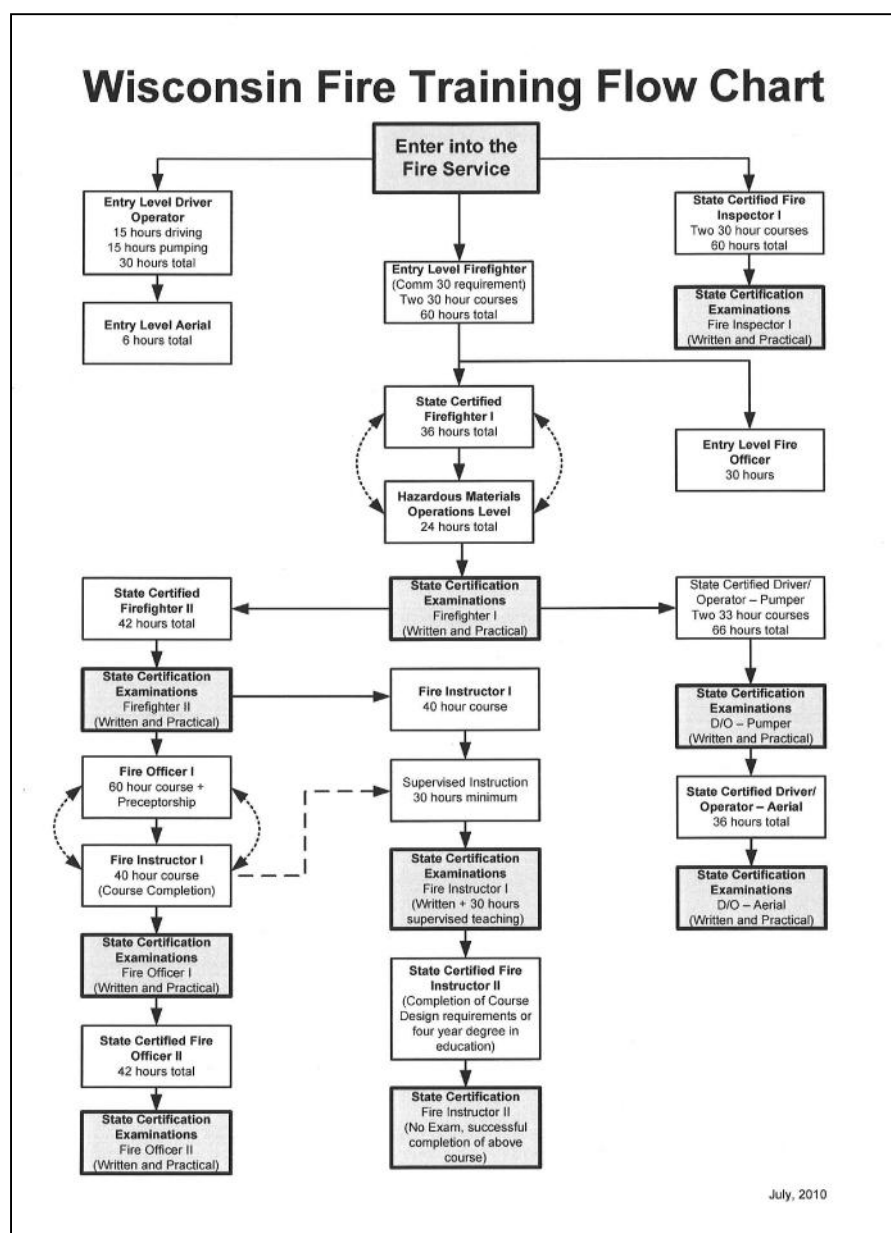 Wisconsin Fire Training Flow Chart
Enter into the
Fire Service
Entry Level Driver
Operator
15 hours driving
15 hours pumping
30 hours total
State Certified Fire
Inspector I
Two 30 hour courses
60 hours total
Entry Level Firefighter
(Comm 30 requirement)
Two 30 hour courses
60 hours total
Entry Level Aerial
6 hours total
State Certification
Examinations
Fire Inspector I
(Written and Practical)
State Certified
Firefighter I
36 hours total
Entry Level Fire
Officer
30 hours
Hazardous Materials
Operations Level
24 hours total
State Certified
Firefighter II
42 hours total
State Certification
Examinations
Firefighter I
(Written and Practical)
State Certified Driver/
Operator – Pumper
Two 33 hour courses
66 hours total
State Certification
Examinations
Firefighter II
(Written and Practical)
Fire Instructor I
40 hour course
State Certification
Examinations
D/O – Pumper
(Written and Practical)
Fire Officer I
60 hour course +
Preceptorship
Supervised Instruction
30 hours minimum
State Certified Driver/
Operator – Aerial
36 hours total
Fire Instructor I
40 hour course
(Course Completion)
State Certification
Examinations
Fire Instructor I
(Written + 30 hours
supervised teaching)
State Certification
Examinations
D/O – Aerial
(Written and Practical)
State Certification
Examinations
Fire Officer I
(Written and Practical)
State Certified Fire
Instructor II
(Completion of Course
Design requirements or
four year degree in
education)
State Certified Fire
Officer II
42 hours total
State Certification
Fire Instructor II
(No Exam, successful
completion of above
course)
State Certification
Examinations
Fire Officer II
(Written and Practical)
July, 2010